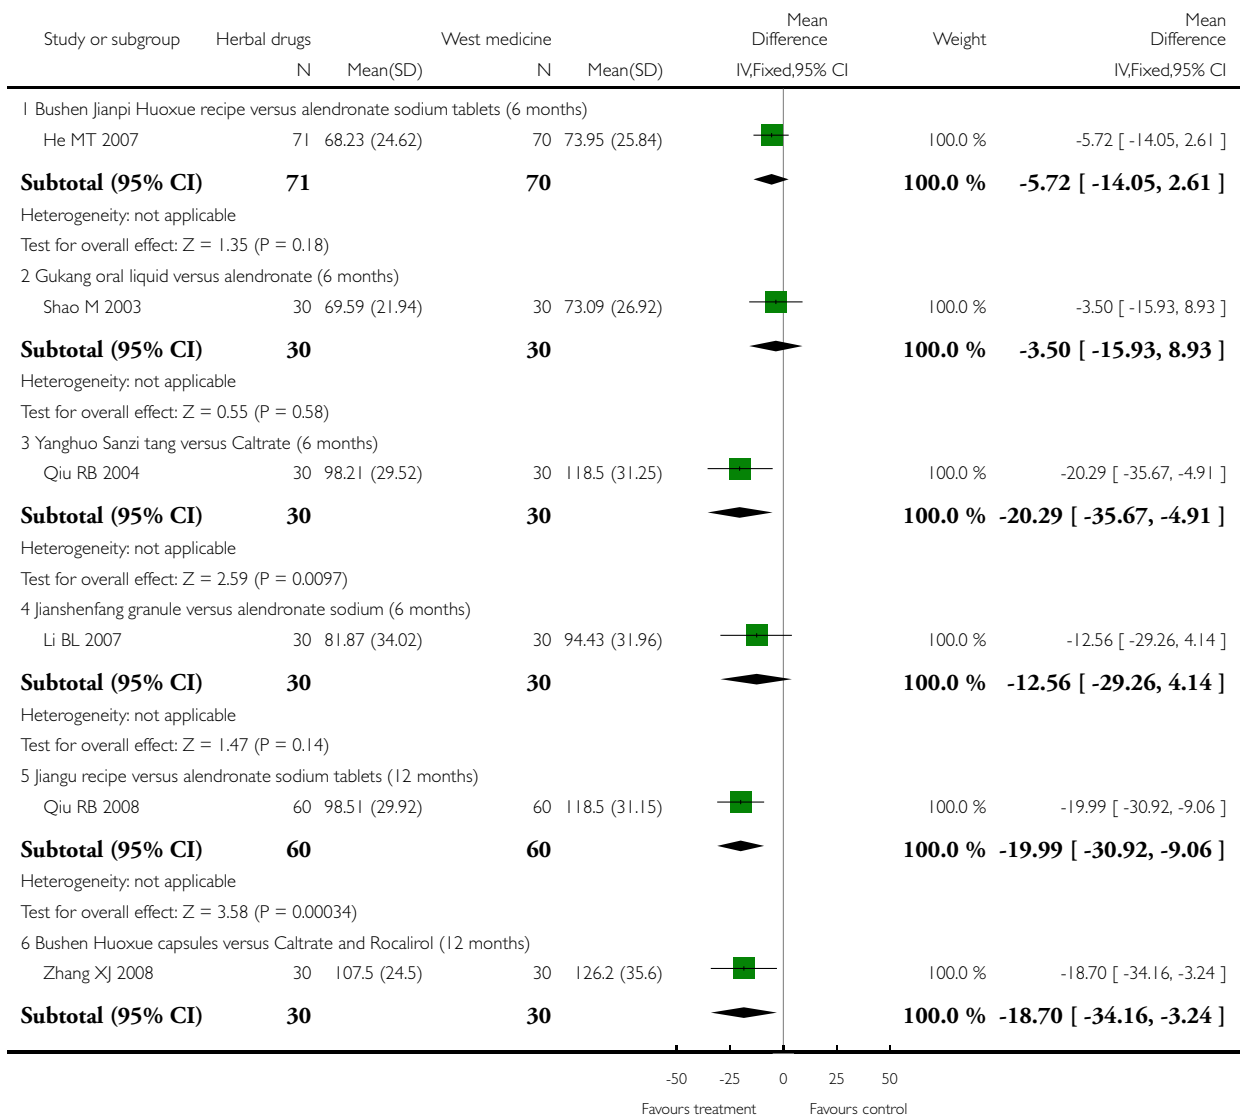 Study or subgroup Herbal drugs West medicine Mean Difference Weight Mean Difference
N Mean(SD) N Mean(SD) IV,Fixed,95% CI IV,Fixed,95% CI
1 Bushen Jianpi Huoxue recipe versus alendronate sodium tablets (6 months)
He MT 2007 71 68.23 (24.62) 70 73.95 (25.84) 100.0 % -5.72 [ -14.05, 2.61 ]
Subtotal (95% CI) 71 70 100.0 % -5.72 [ -14.05, 2.61 ]
Heterogeneity: not applicable
Test for overall effect: Z = 1.35 (P = 0.18)
2 Gukang oral liquid versus alendronate (6 months)
Shao M 2003 30 69.59 (21.94) 30 73.09 (26.92) 100.0 % -3.50 [ -15.93, 8.93 ]
Subtotal (95% CI) 30 30 100.0 % -3.50 [ -15.93, 8.93 ]
Heterogeneity: not applicable
Test for overall effect: Z = 0.55 (P = 0.58)
3 Yanghuo Sanzi tang versus Caltrate (6 months)
Qiu RB 2004 30 98.21 (29.52) 30 118.5 (31.25) 100.0 % -20.29 [ -35.67, -4.91 ]
Subtotal (95% CI) 30 30 100.0 % -20.29 [ -35.67, -4.91 ]
Heterogeneity: not applicable
Test for overall effect: Z = 2.59 (P = 0.0097)
4 Jianshenfang granule versus alendronate sodium (6 months)
Li BL 2007 30 81.87 (34.02) 30 94.43 (31.96) 100.0 % -12.56 [ -29.26, 4.14 ]
Subtotal (95% CI) 30 30 100.0 % -12.56 [ -29.26, 4.14 ]
Heterogeneity: not applicable
Test for overall effect: Z = 1.47 (P = 0.14)
5 Jiangu recipe versus alendronate sodium tablets (12 months)
Qiu RB 2008 60 98.51 (29.92) 60 118.5 (31.15) 100.0 % -19.99 [ -30.92, -9.06 ]
Subtotal (95% CI) 60 60 100.0 % -19.99 [ -30.92, -9.06 ]
Heterogeneity: not applicable
Test for overall effect: Z = 3.58 (P = 0.00034)
6 Bushen Huoxue capsules versus Caltrate and Rocalirol (12 months)
Zhang XJ 2008 30 107.5 (24.5) 30 126.2 (35.6) 100.0 % -18.70 [ -34.16, -3.24 ]
Subtotal (95% CI) 30 30 100.0 % -18.70 [ -34.16, -3.24 ]
-50 -25 0 25 50
Favours treatment Favours control